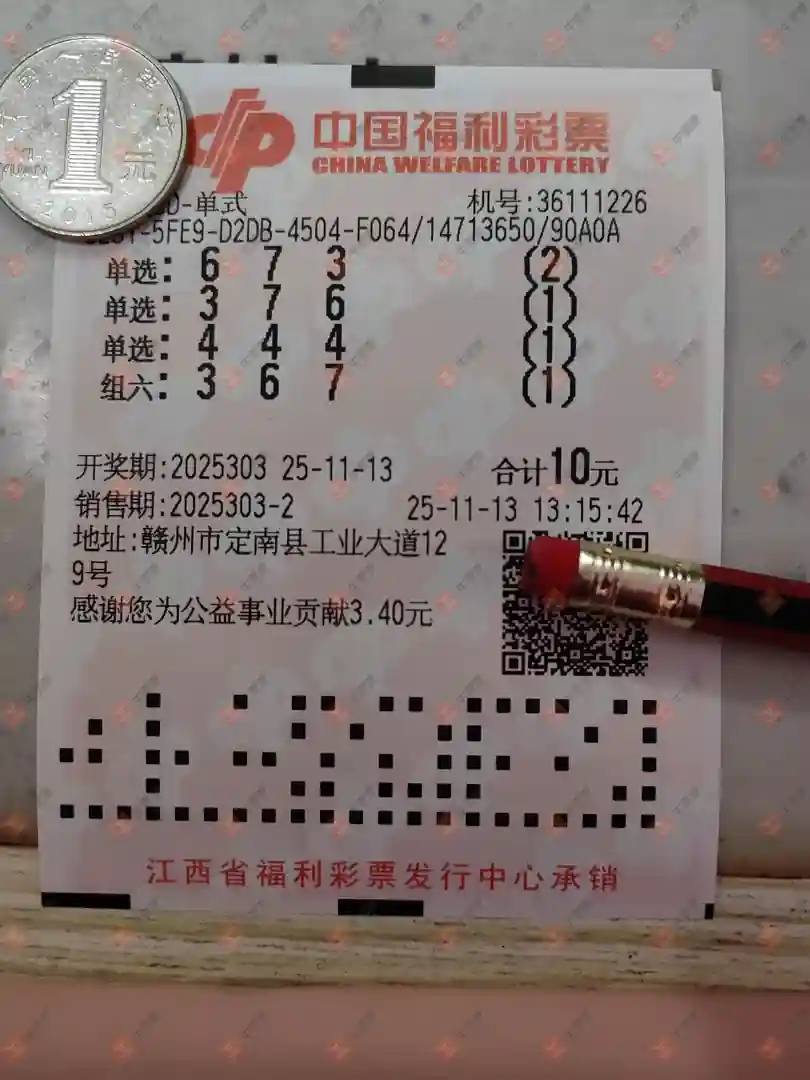 中国福利彩票
CHINA WELFARE LOTTERY
1
元
YUAN
2015
D-单式 机号:36111226
-5FE9-D2DB-4504-F064/14713650/90A0A
单选: 6 7 3 (2)
单选: 3 7 6 (1)
单选: 4 4 4 (1)
组六: 3 6 7 (1)
开奖期:2025303 25-11-13 合计10元
销售期:2025303-2 25-11-13 13:15:42
地址:赣州市定南县工业大道12
9号
感谢您为公益事业贡献3.40元
江西省福利彩票发行中心承销